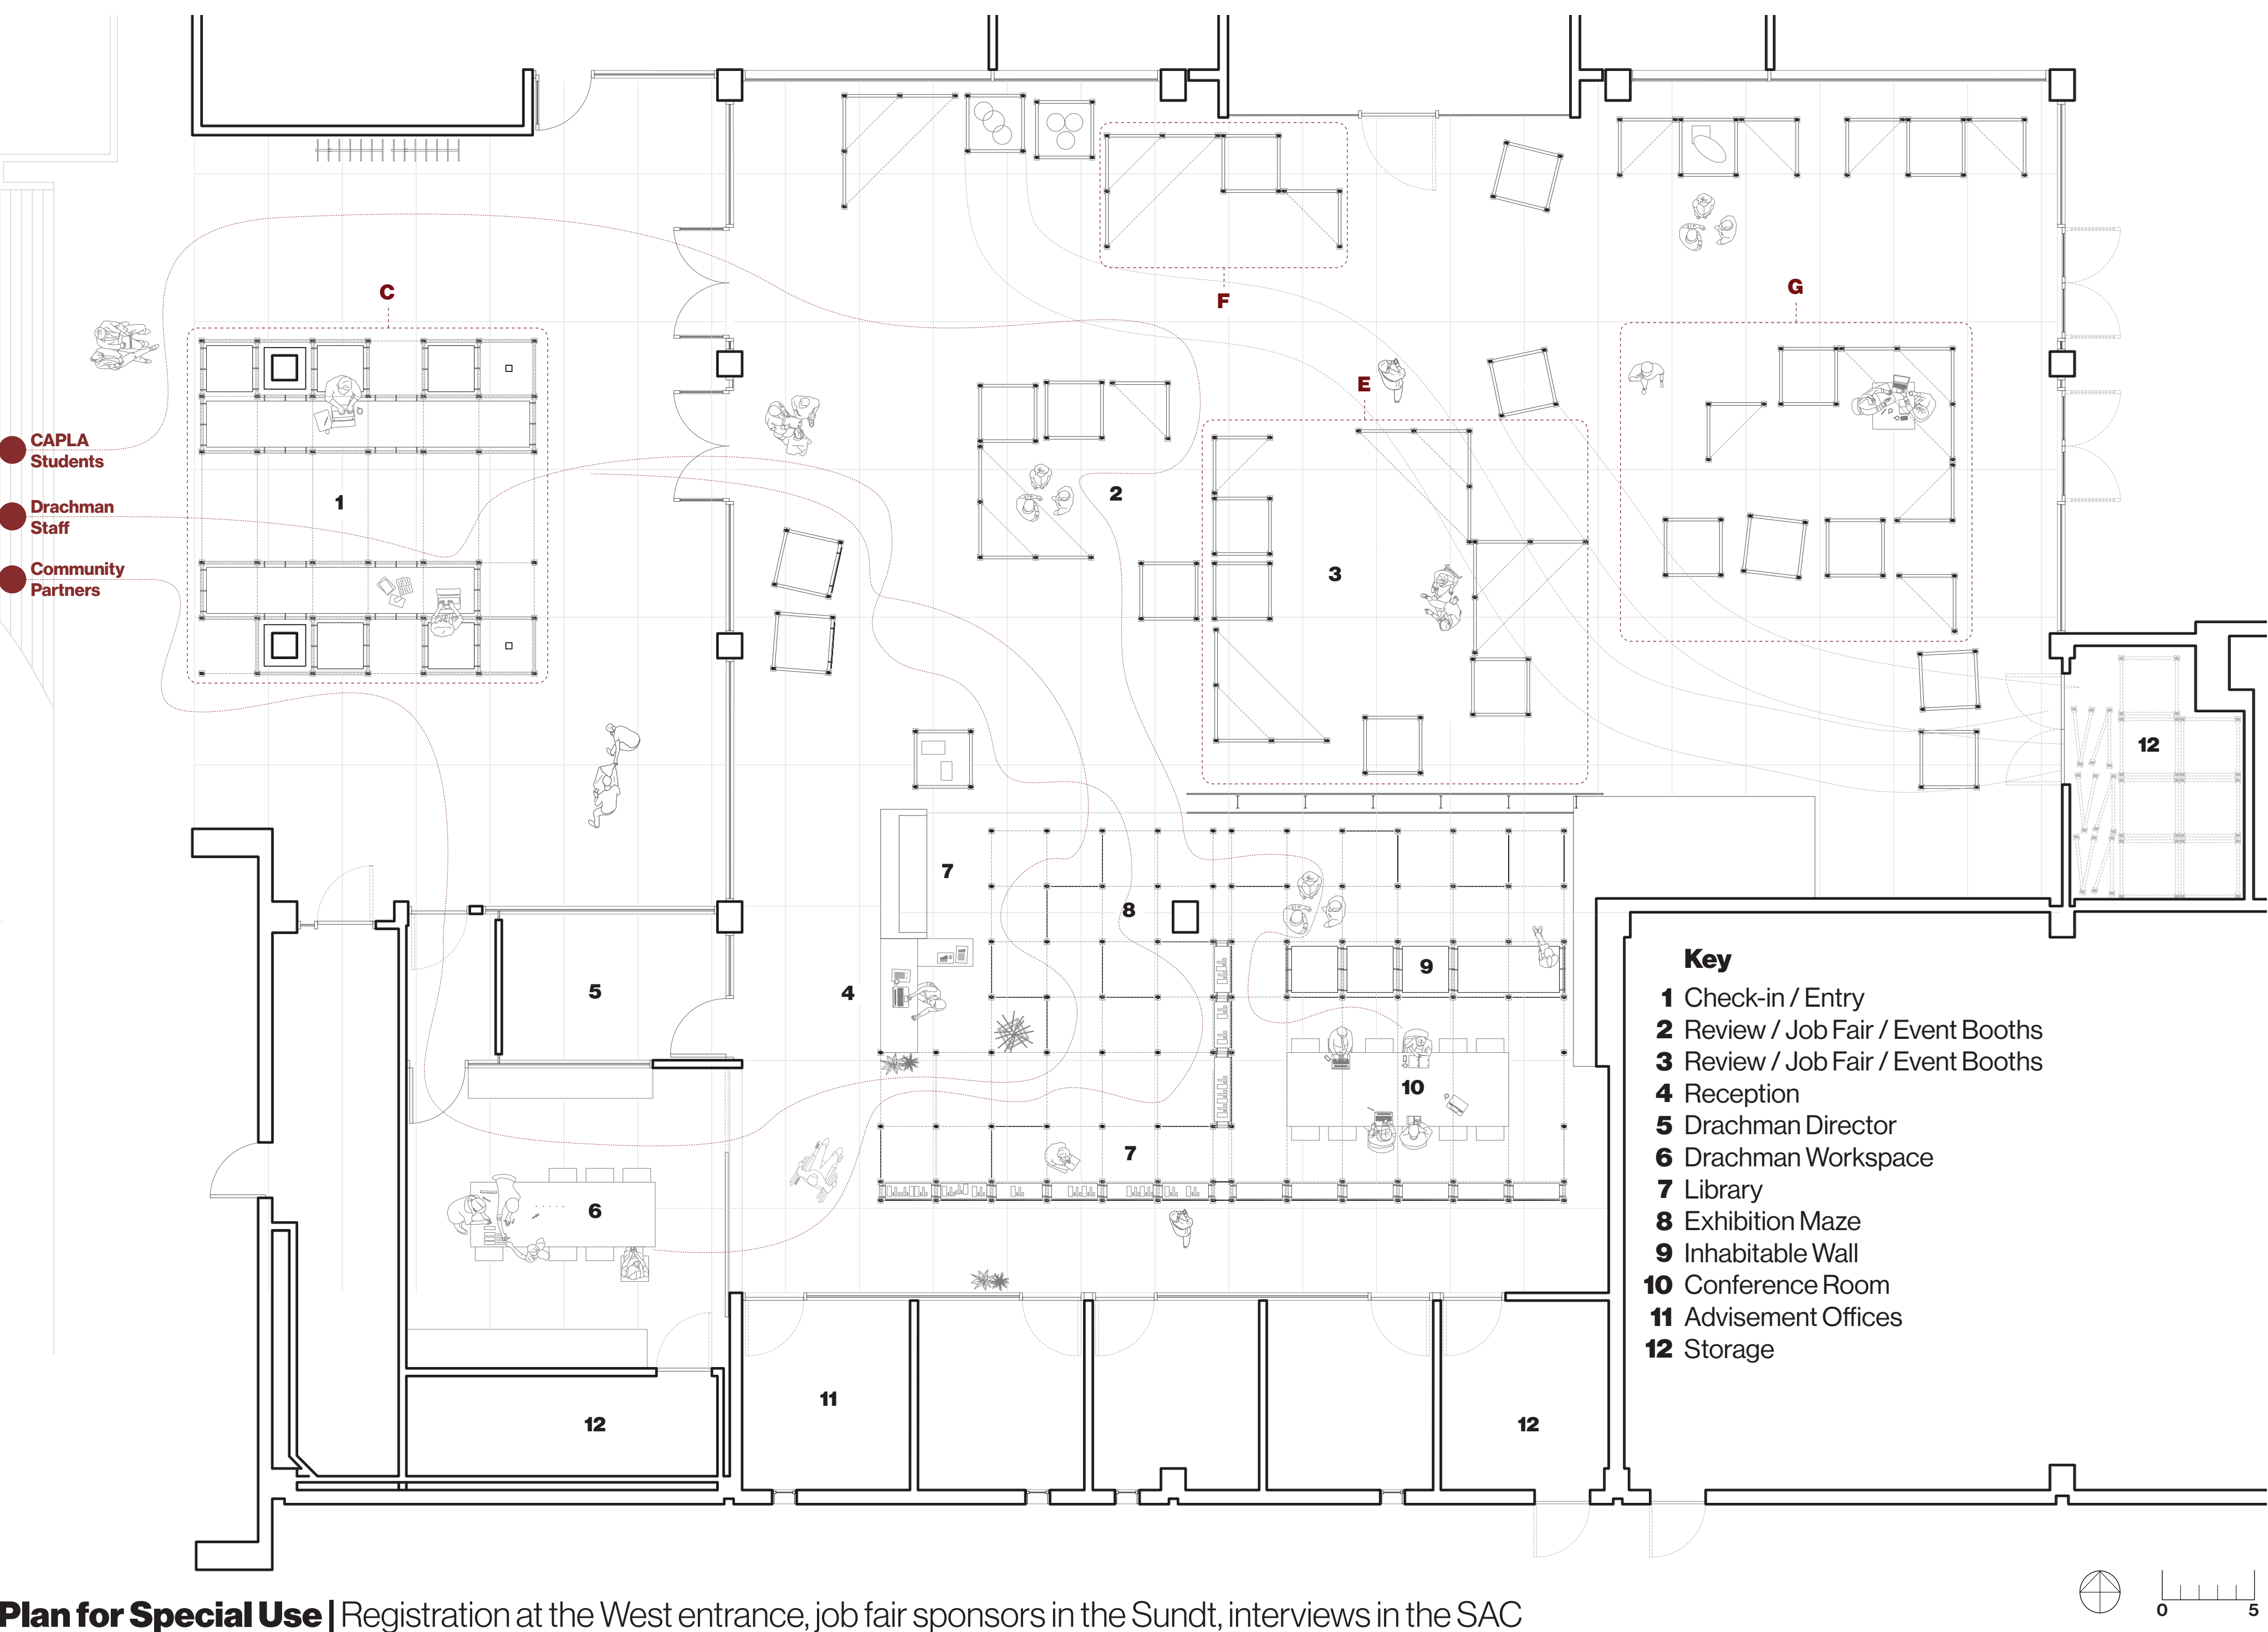 C
F
G
E
CAPLA
Students
1
2
Drachman
Staff
Community
Partners
3
12
7
8
9
5
4
10
7
6
11
12
12
Key
1 Check-in / Entry
2 Review / Job Fair / Event Booths
3 Review / Job Fair / Event Booths
4 Reception
5 Drachman Director
6 Drachman Workspace
7 Library
8 Exhibition Maze
9 Inhabitable Wall
10 Conference Room
11 Advisement Offices
12 Storage
Plan for Special Use | Registration at the West entrance, job fair sponsors in the Sundt, interviews in the SAC
0 5